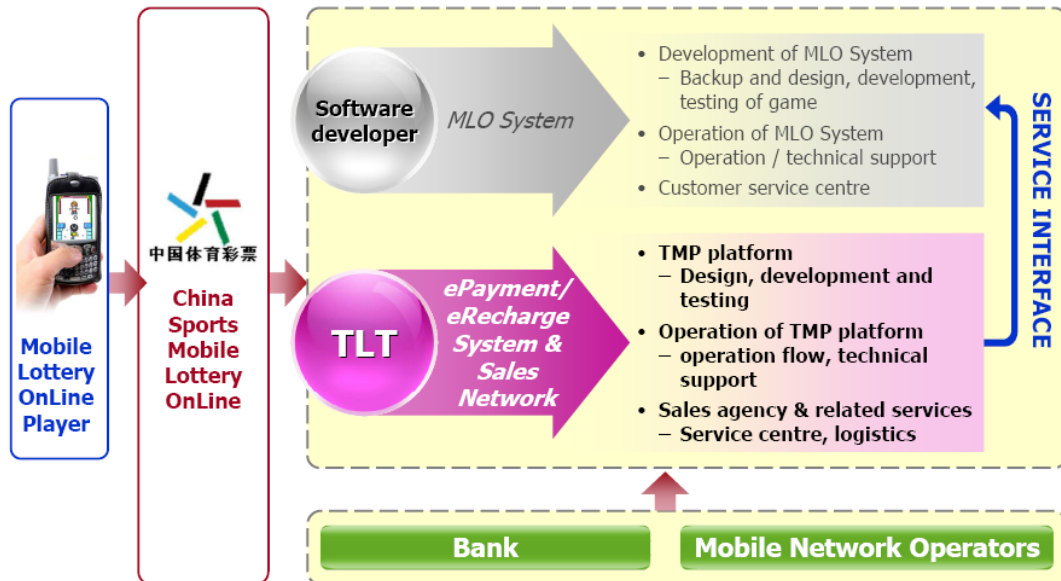 Mobile
Lottery
OnLine
Player
中国体育彩票
China
Sports
Mobile
Lottery
OnLine
Software
developer
MLO System
• Development of MLO System
– Backup and design, development,
testing of game
• Operation of MLO System
– Operation / technical support
• Customer service centre
TLT
ePayment/
eRecharge
System &
Sales
Network
• TMP platform
– Design, development and
testing
• Operation of TMP platform
– operation flow, technical
support
• Sales agency & related services
– Service centre, logistics
SERVICE INTERFACE
Bank
Mobile Network Operators